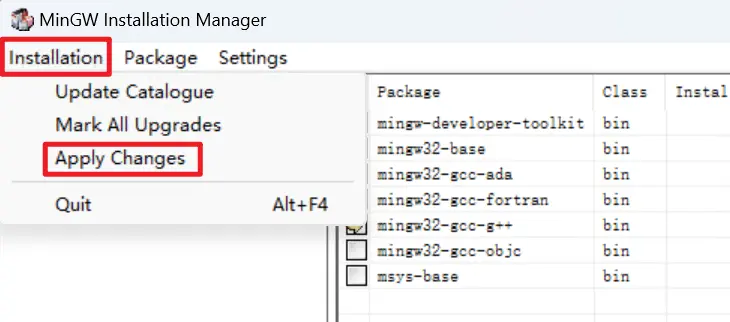 MinGW Installation Manager
Installation Package Settings
Update Catalogue
Mark All Upgrades
Apply Changes
Quit Alt+F4
Package Class Instal
mingw-developer-toolkit bin
mingw32-base bin
mingw32-gcc-ada bin
mingw32-gcc-fortran bin
mingw32-gcc-g++ bin
mingw32-gcc-objc bin
msys-base bin